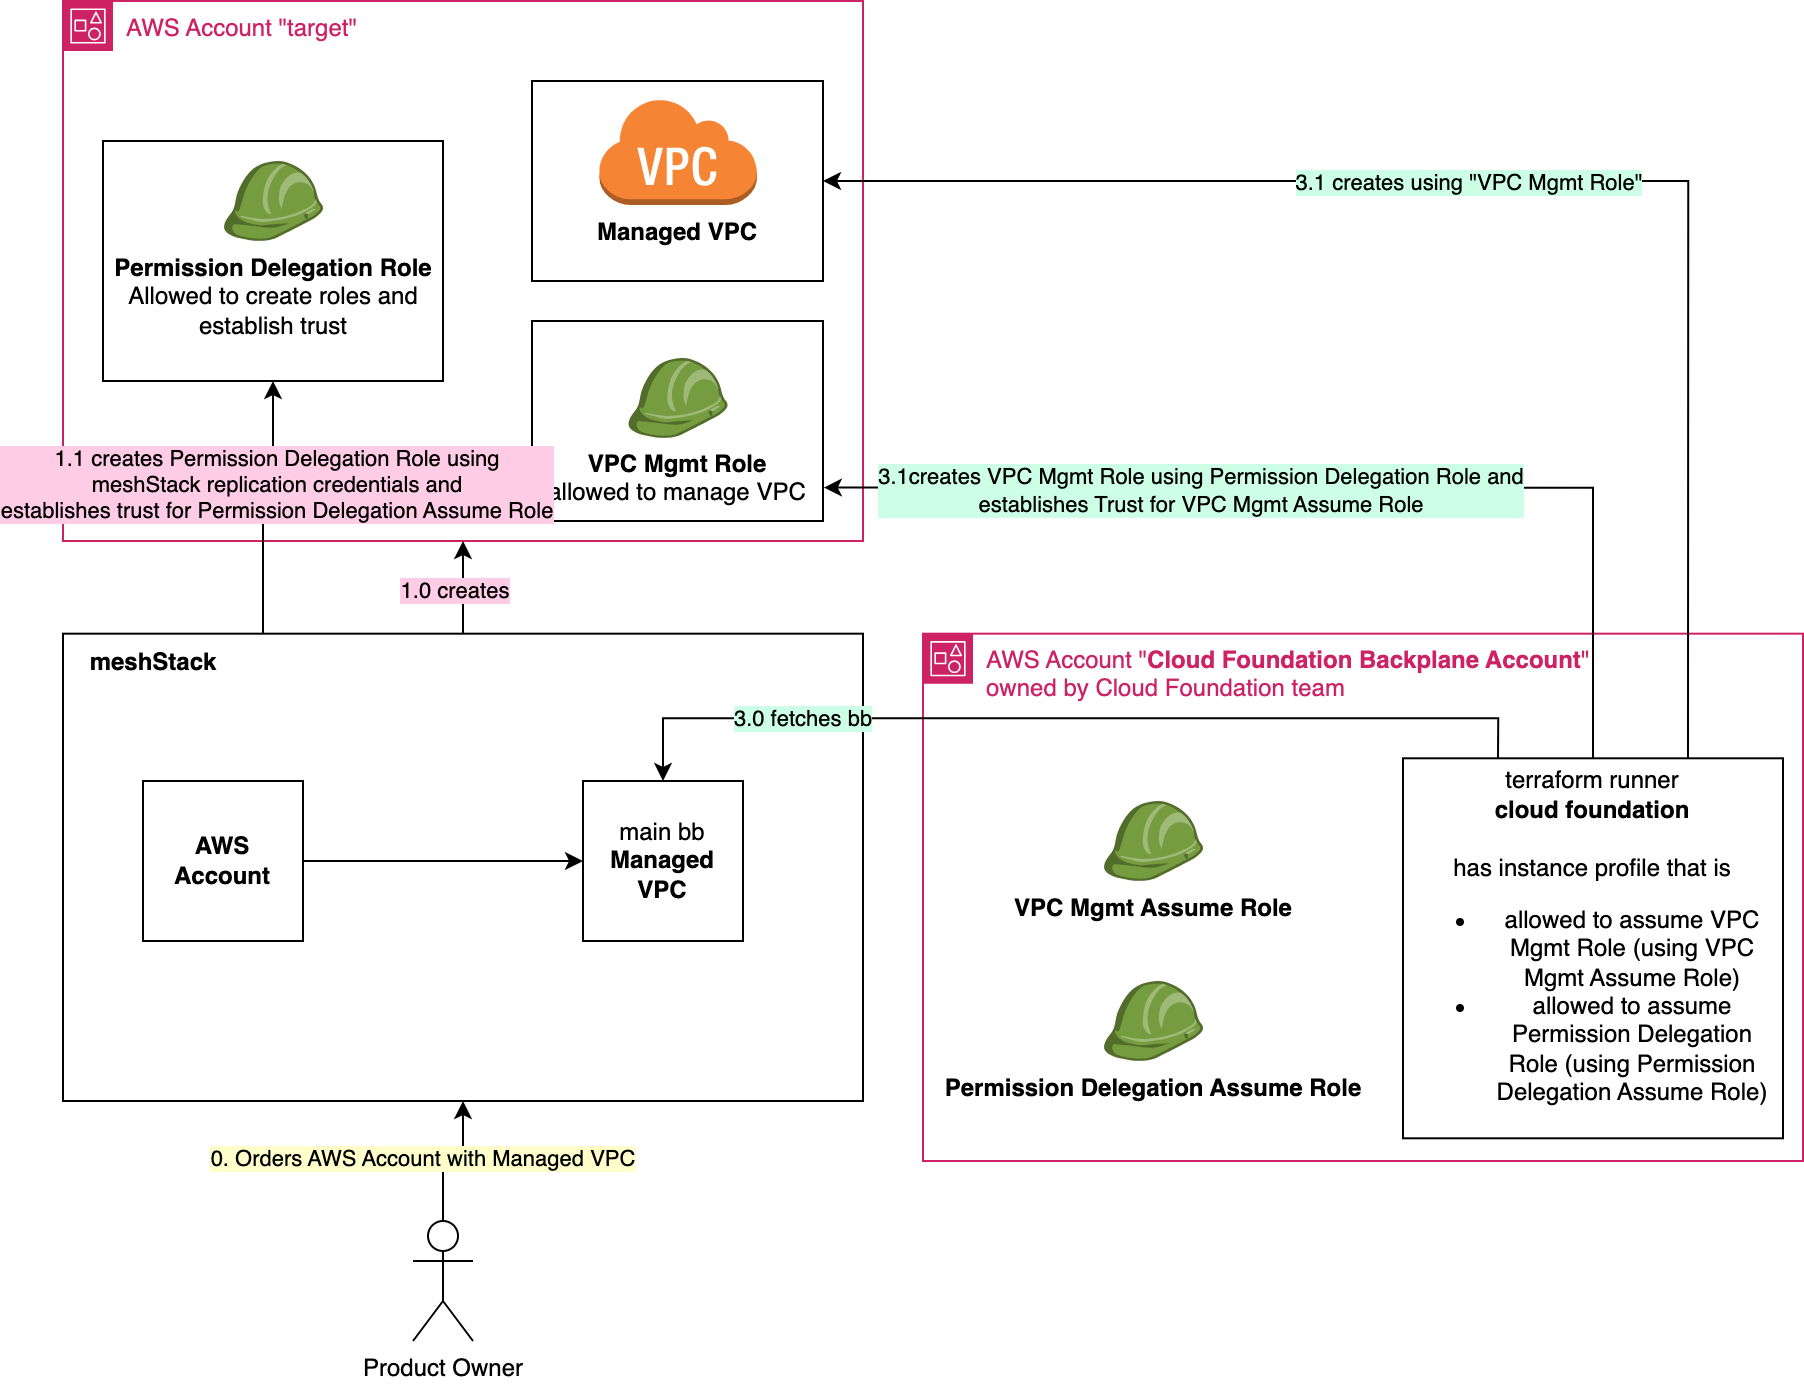 AWS Account "target"
VPC
Managed VPC
Permission Delegation Role
Allowed to create roles and
establish trust
3.1 creates using "VPC Mgmt Role"
VPC Mgmt Role
allowed to manage VPC
1.1 creates Permission Delegation Role using
meshStack replication credentials and
establishes trust for Permission Delegation Assume Role
3.1creates VPC Mgmt Role using Permission Delegation Role and
establishes Trust for VPC Mgmt Assume Role
1.0 creates
meshStack
AWS Account "Cloud Foundation Backplane Account"
owned by Cloud Foundation team
3.0 fetches bb
AWS
Account
main bb
Managed
VPC
VPC Mgmt Assume Role
Permission Delegation Assume Role
terraform runner
cloud foundation
has instance profile that is
• allowed to assume VPC
Mgmt Role (using VPC
Mgmt Assume Role)
• allowed to assume
Permission Delegation
Role (using Permission
Delegation Assume Role)
0. Orders AWS Account with Managed VPC
Product Owner